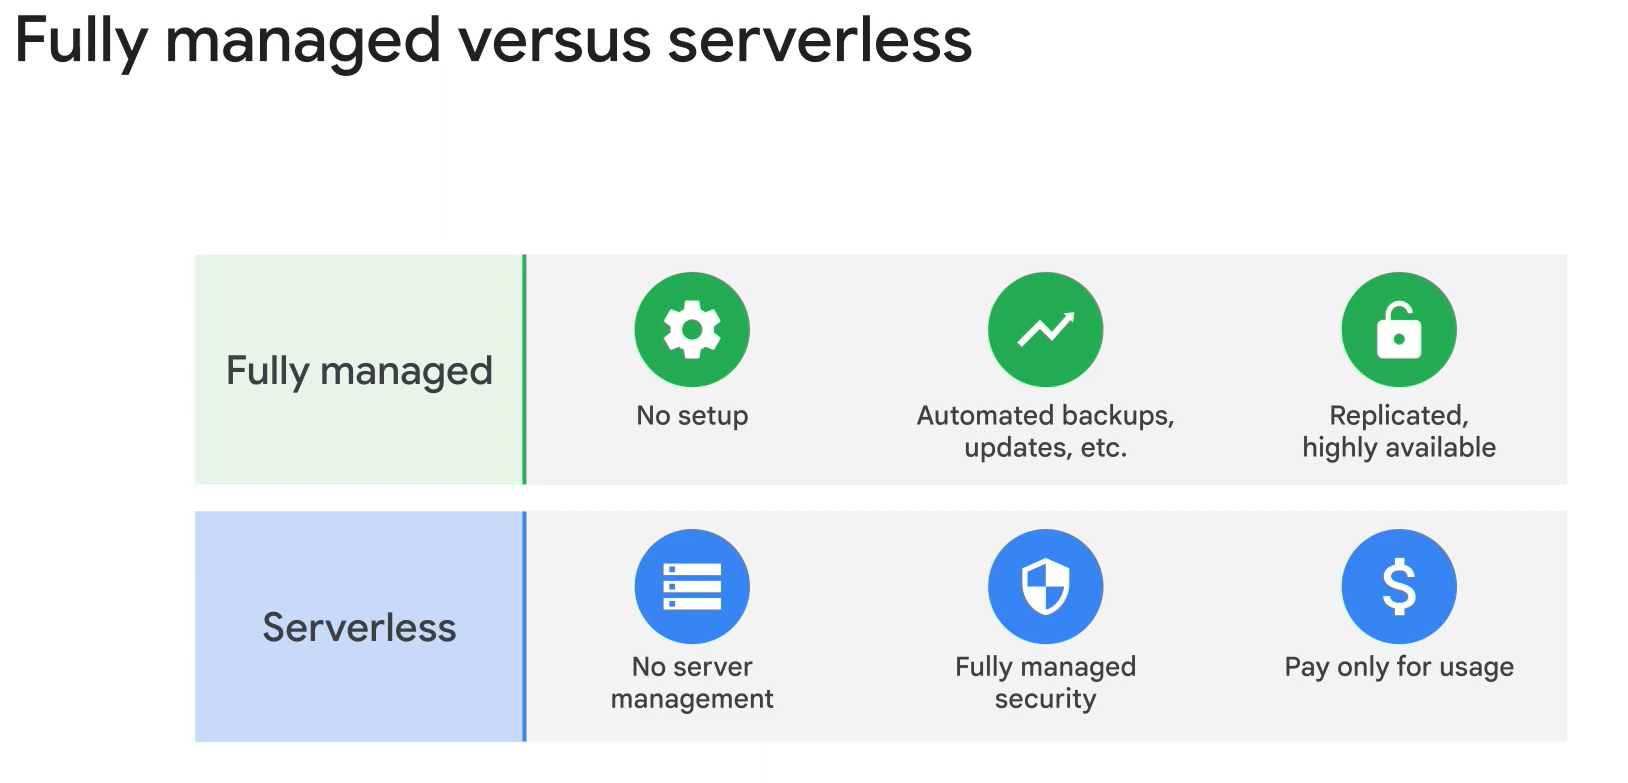 Fully managed versus serverless
Fully managed
No setup
Automated backups,
updates, etc.
Replicated,
highly available
Serverless
No server
management
Fully managed
security
Pay only for usage